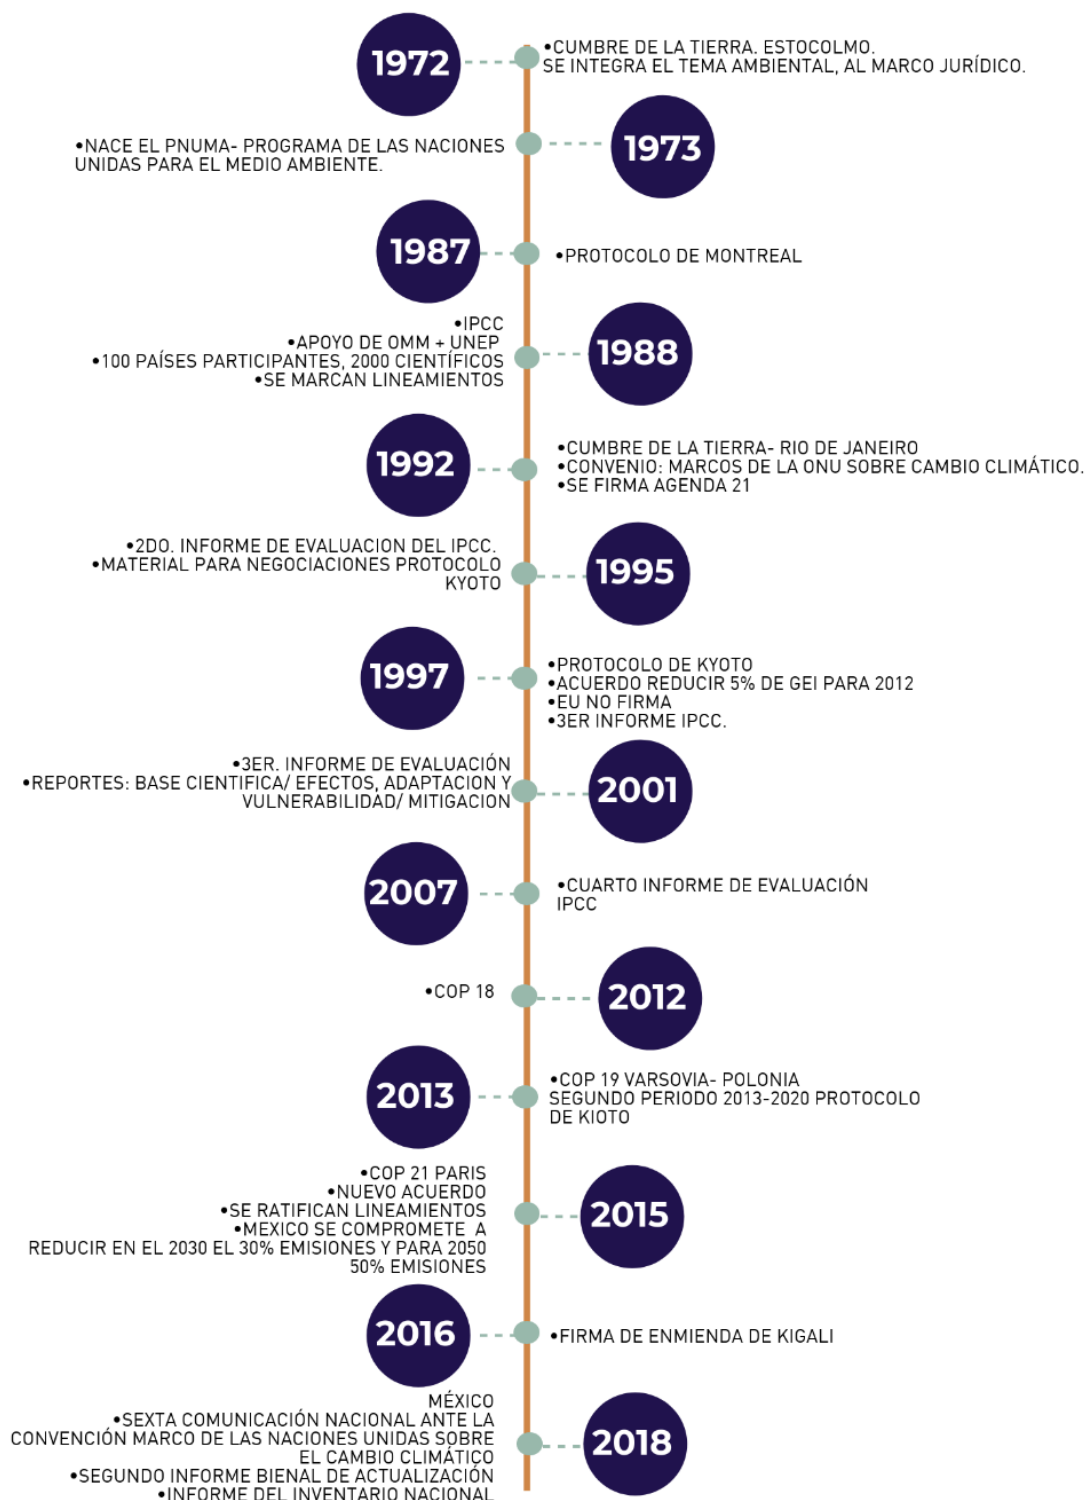 1972
•CUMBRE DE LA TIERRA. ESTOCOLMO.
SE INTEGRA EL TEMA AMBIENTAL, AL MARCO JURÍDICO.
1973
•NACE EL PNUMA- PROGRAMA DE LAS NACIONES
UNIDAS PARA EL MEDIO AMBIENTE.
1987
•PROTOCOLO DE MONTREAL
1988
•IPCC
•APOYO DE OMM + UNEP
•100 PAÍSES PARTICIPANTES, 2000 CIENTÍFICOS
•SE MARCAN LINEAMIENTOS
1992
•CUMBRE DE LA TIERRA- RIO DE JANEIRO
•CONVENIO: MARCOS DE LA ONU SOBRE CAMBIO CLIMÁTICO.
•SE FIRMA AGENDA 21
1995
•2DO. INFORME DE EVALUACION DEL IPCC.
•MATERIAL PARA NEGOCIACIONES PROTOCOLO
KYOTO
1997
•PROTOCOLO DE KYOTO
•ACUERDO REDUCIR 5% DE GEI PARA 2012
•EU NO FIRMA
•3ER INFORME IPCC.
2001
•3ER. INFORME DE EVALUACIÓN
•REPORTES: BASE CIENTIFICA/ EFECTOS, ADAPTACION Y
VULNERABILIDAD/ MITIGACION
2007
•CUARTO INFORME DE EVALUACIÓN
IPCC
2012
•COP 18
2013
•COP 19 VARSOVIA- POLONIA
SEGUNDO PERIODO 2013-2020 PROTOCOLO
DE KIOTO
2015
•COP 21 PARIS
•NUEVO ACUERDO
•SE RATIFICAN LINEAMIENTOS
•MEXICO SE COMPROMETE A
REDUCIR EN EL 2030 EL 30% EMISIONES Y PARA 2050
50% EMISIONES
2016
•FIRMA DE ENMIENDA DE KIGALI
2018
MÉXICO
•SEXTA COMUNICACIÓN NACIONAL ANTE LA
CONVENCIÓN MARCO DE LAS NACIONES UNIDAS SOBRE
EL CAMBIO CLIMÁTICO
•SEGUNDO INFORME BIENAL DE ACTUALIZACIÓN
•INFORME DEL INVENTARIO NACIONAL